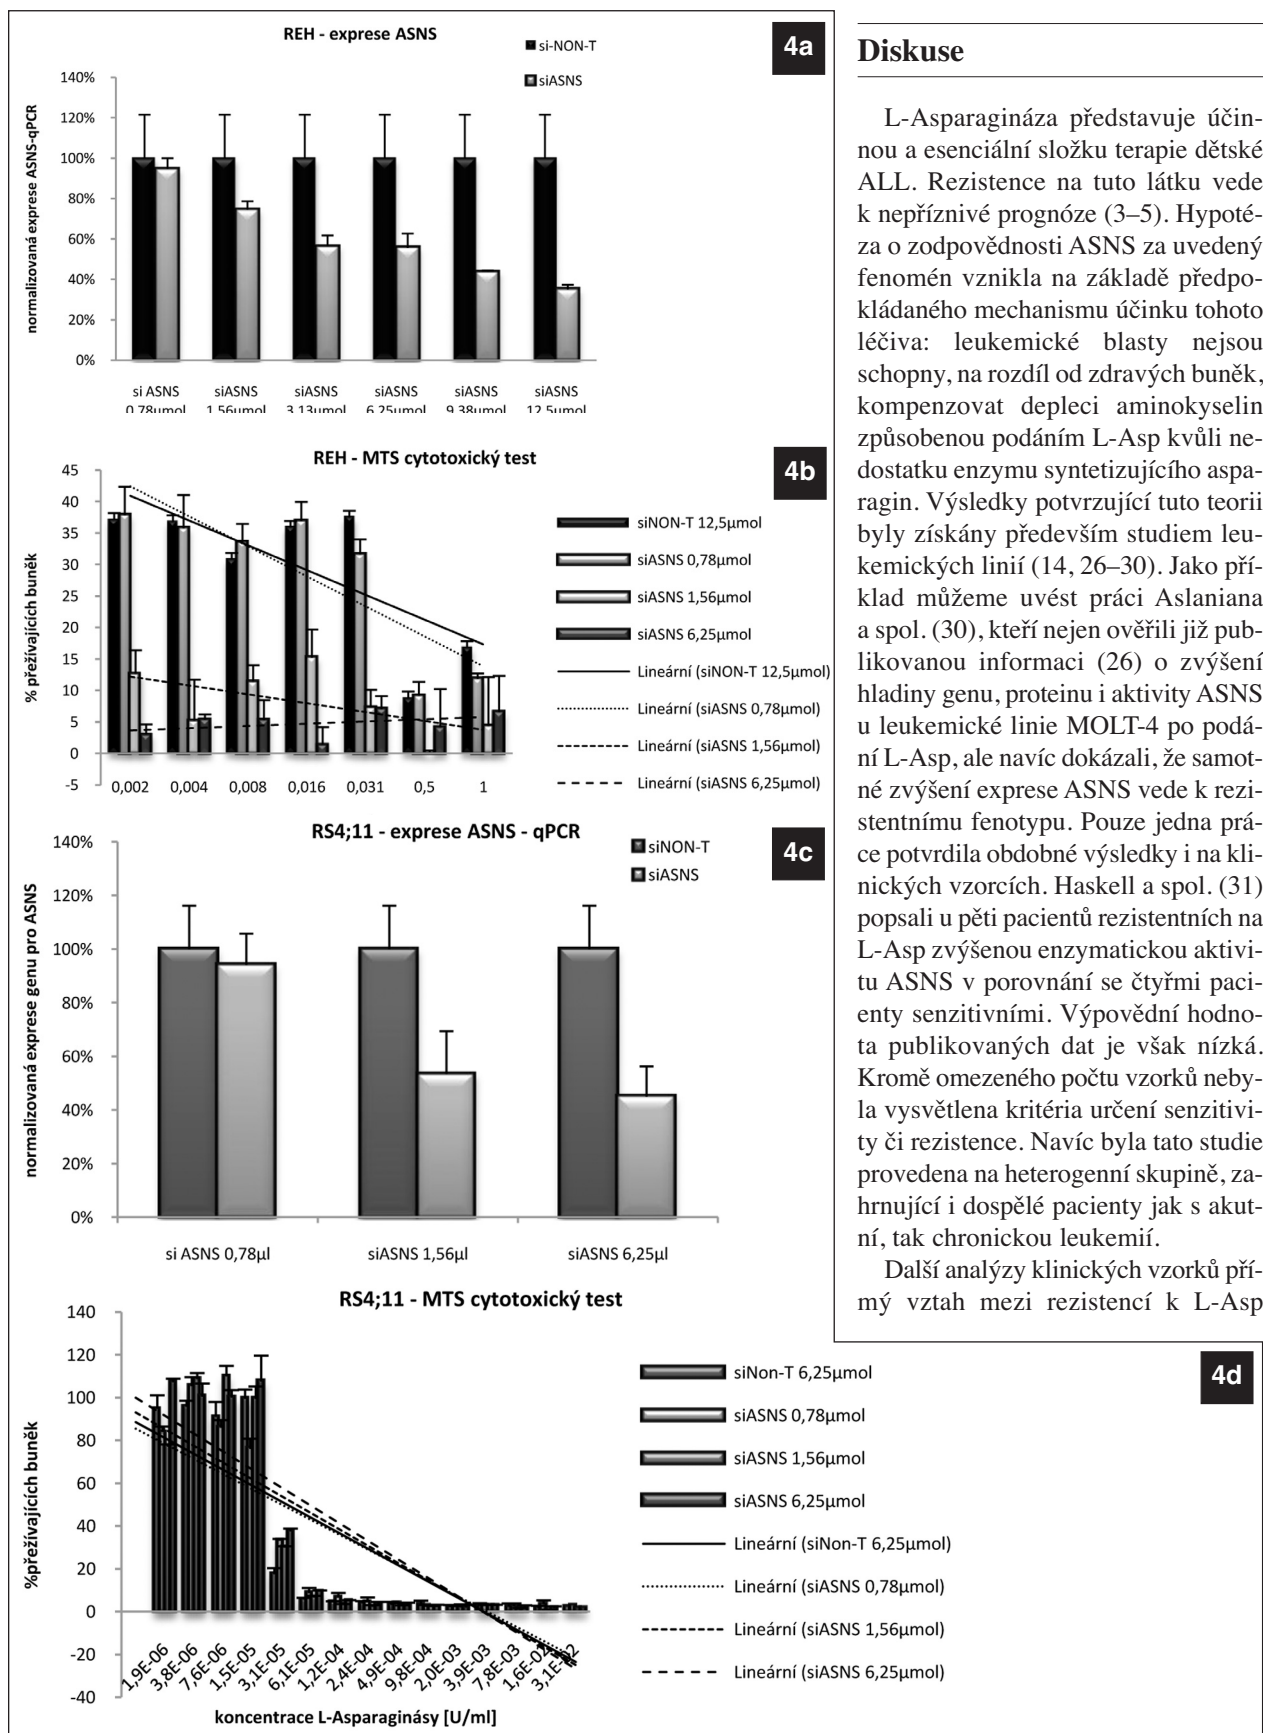 REH - exprese ASNS
si-NON-T
siASNS
4a
normalizovaná exprese ASNS-qPCR
140%
120%
100%
80%
60%
40%
20%
0%
si ASNS 0,78µmol
siASNS 1,56µmol
siASNS 3,13µmol
siASNS 6,25µmol
siASNS 9,38µmol
siASNS 12,5µmol
REH - MTS cytotoxický test
4b
% přežívajících buněk
45
40
35
30
25
20
15
10
5
0
-5
0,002
0,004
0,008
0,016
0,031
0,5
1
siNON-T 12,5µmol
siASNS 0,78µmol
siASNS 1,56µmol
siASNS 6,25µmol
Lineární (siNON-T 12,5µmol)
Lineární (siASNS 0,78µmol)
Lineární (siASNS 1,56µmol)
Lineární (siASNS 6,25µmol)
RS4;11 - exprese ASNS - qPCR
siNON-T
siASNS
4c
normalizovaná exprese genu pro ASNS
140%
120%
100%
80%
60%
40%
20%
0%
si ASNS 0,78µl
siASNS 1,56µl
siASNS 6,25µl
RS4;11 - MTS cytotoxický test
4d
%přežívajících buněk
140
120
100
80
60
40
20
0
-20
-40
1,9E-06
3,8E-06
7,6E-06
1,5E-05
3,1E-05
6,1E-05
1,2E-04
2,4E-04
4,9E-04
9,8E-04
2,0E-03
3,9E-03
7,8E-03
1,6E-02
3,1E-02
koncentrace L-Asparaginásy [U/ml]
siNon-T 6,25µmol
siASNS 0,78µmol
siASNS 1,56µmol
siASNS 6,25µmol
Lineární (siNon-T 6,25µmol)
Lineární (siASNS 0,78µmol)
Lineární (siASNS 1,56µmol)
Lineární (siASNS 6,25µmol)
Diskuse
L-Asparagináza představuje účin-
nou a esenciální složku terapie dětské
ALL. Rezistence na tuto látku vede
k nepříznivé prognóze (3–5). Hypoté-
za o zodpovědnosti ASNS za uvedený
fenomén vznikla na základě předpo-
kládaného mechanismu účinku tohoto
léčiva: leukemické blasty nejsou
schopny, na rozdíl od zdravých buněk,
kompenzovat depleci aminokyselin
způsobenou podáním L-Asp kvůli ne-
dostatku enzymu syntetizujícího aspa-
ragin. Výsledky potvrzující tuto teorii
byly získány především studiem leu-
kemických linií (14, 26–30). Jako pří-
klad můžeme uvést práci Aslaniana
a spol. (30), kteří nejen ověřili již pub-
likovanou informaci (26) o zvýšení
hladiny genu, proteinu i aktivity ASNS
u leukemické linie MOLT-4 po podá-
ní L-Asp, ale navíc dokázali, že samot-
né zvýšení exprese ASNS vede k rezi-
stentnímu fenotypu. Pouze jedna prá-
ce potvrdila obdobné výsledky i na kli-
nických vzorcích. Haskell a spol. (31)
popsali u pěti pacientů rezistentních na
L-Asp zvýšenou enzymatickou aktivi-
tu ASNS v porovnání se čtyřmi paci-
enty senzitivními. Výpovědní hodno-
ta publikovaných dat je však nízká.
Kromě omezeného počtu vzorků neby-
la vysvětlena kritéria určení senzitivi-
ty či rezistence. Navíc byla tato studie
provedena na heterogenní skupině, za-
hrnující i dospělé pacienty jak s akut-
ní, tak chronickou leukemií.
Další analýzy klinických vzorků pří-
mý vztah mezi rezistencí k L-Asp